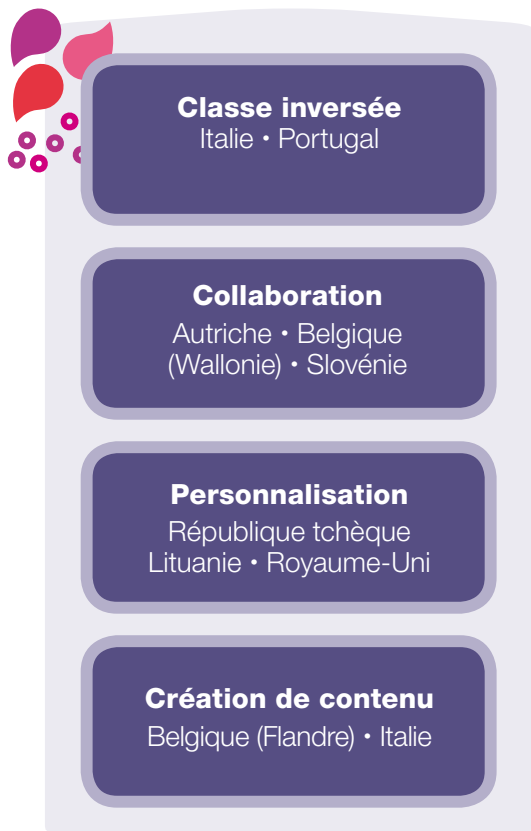 Classe inversée
Italie • Portugal
Collaboration
Autriche • Belgique
(Wallonie) • Slovénie
Personnalisation
République tchèque
Lituanie • Royaume-Uni
Création de contenu
Belgique (Flandre) • Italie